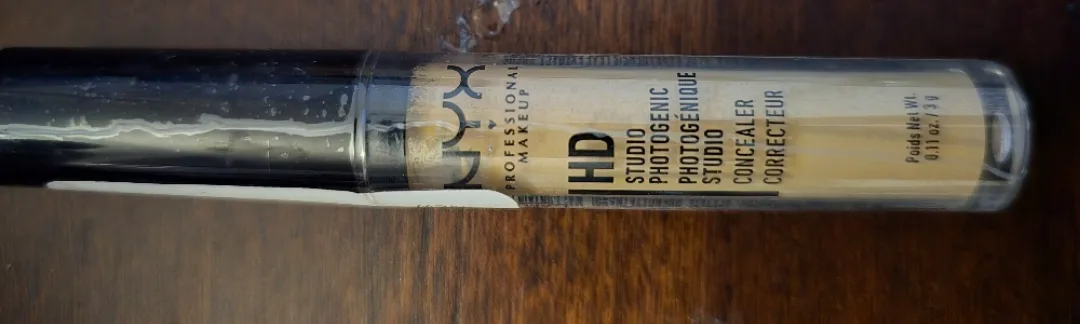 NYX
PROFESSIONAL
MAKEUP
HD
STUDIO
PHOTOGENIC
PHOTOGÉNIQUE
STUDIO
CONCEALER
CORRECTEUR
Poids Net Wt.
0.11 oz. / 3 g